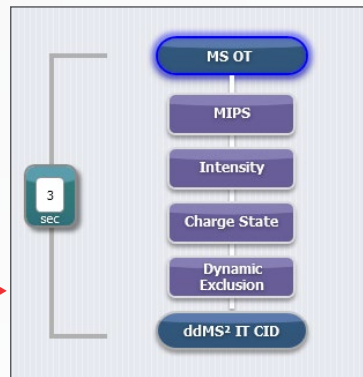 MS OT
MIPS
Intensity
3
sec
Charge State
Dynamic
Exclusion
ddMS² IT CID